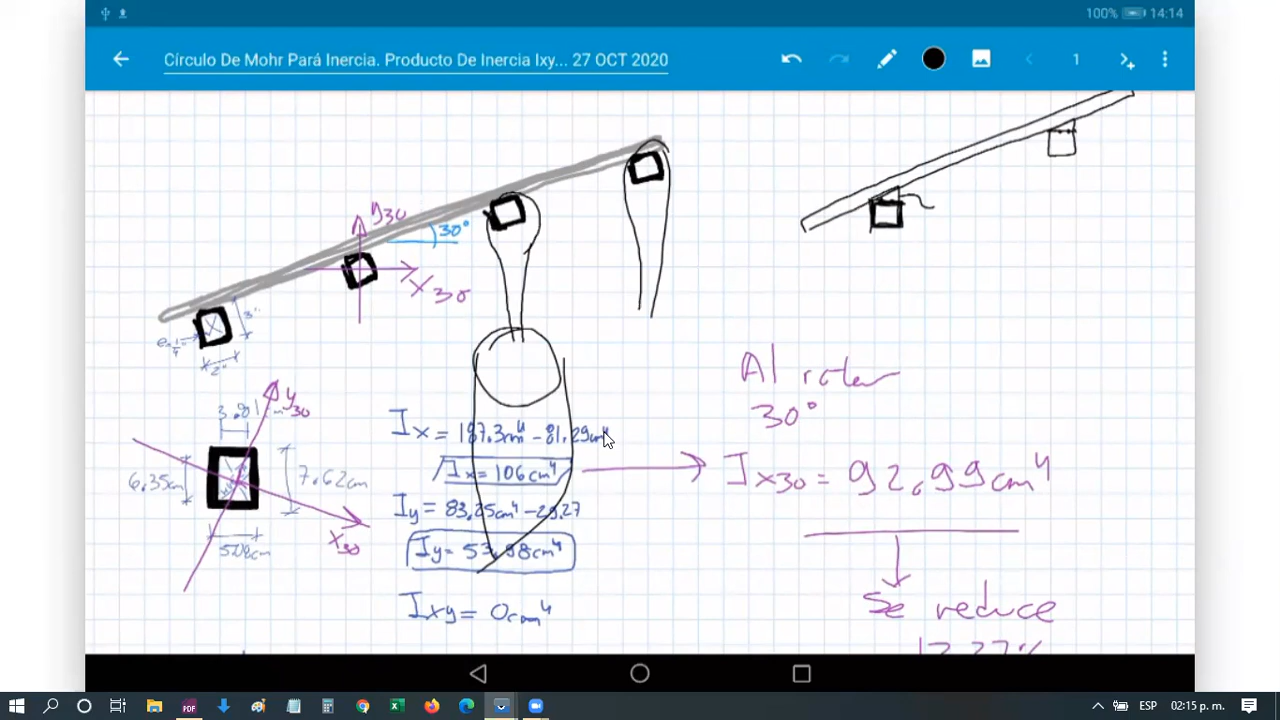 100% 14:14
Círculo De Mohr Pará Inercia. Producto De Inercia Ixy... 27 OCT 2020
1
y30
30°
X30
3"
e=1/4"
2"
y30
6.35cm
7.62cm
5.08cm
X30
Ix = 187.3cm⁴ - 81.29cm⁴
Ix = 106cm⁴
Iy = 83.25cm⁴ - 29.27
Iy = 53.98cm⁴
Ixy = 0cm⁴
Al rotar
30°
Ix30 = 92.99cm⁴
Se reduce
ESP 02:15 p. m.